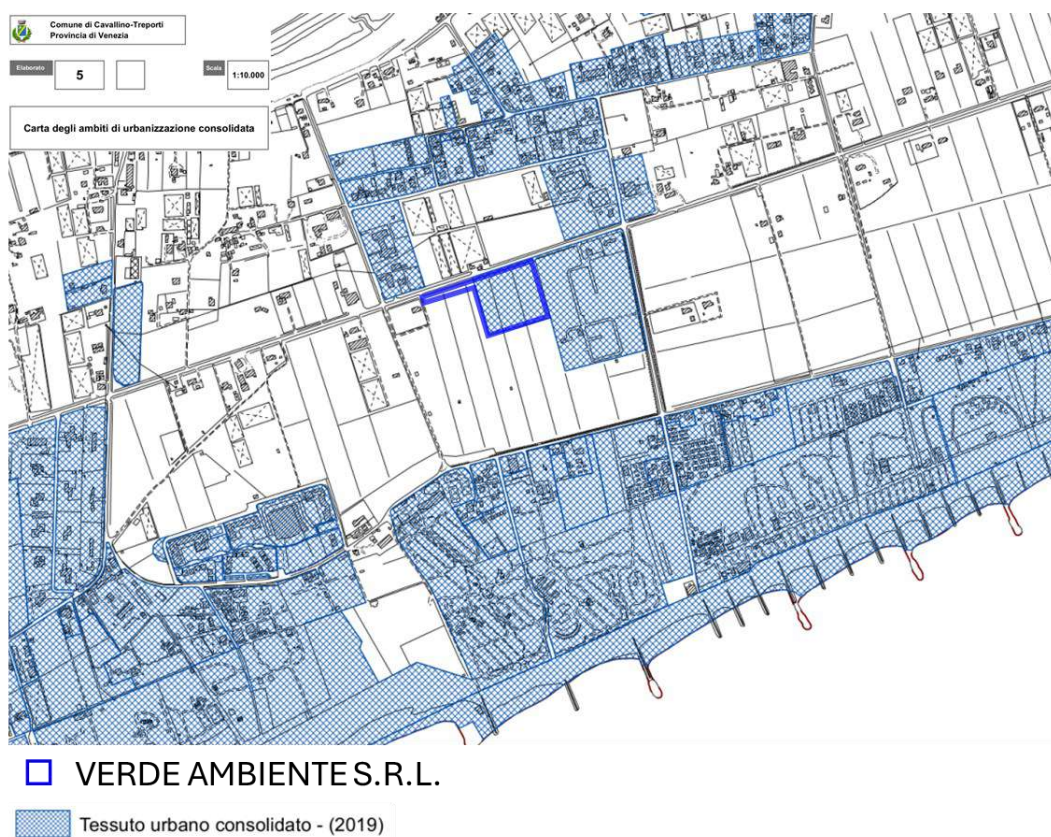 Comune di Cavallino-Treporti
Provincia di Venezia
Elaborato
5
Scala
1:10.000
Carta degli ambiti di urbanizzazione consolidata
VERDE AMBIENTE S.R.L.
Tessuto urbano consolidato - (2019)